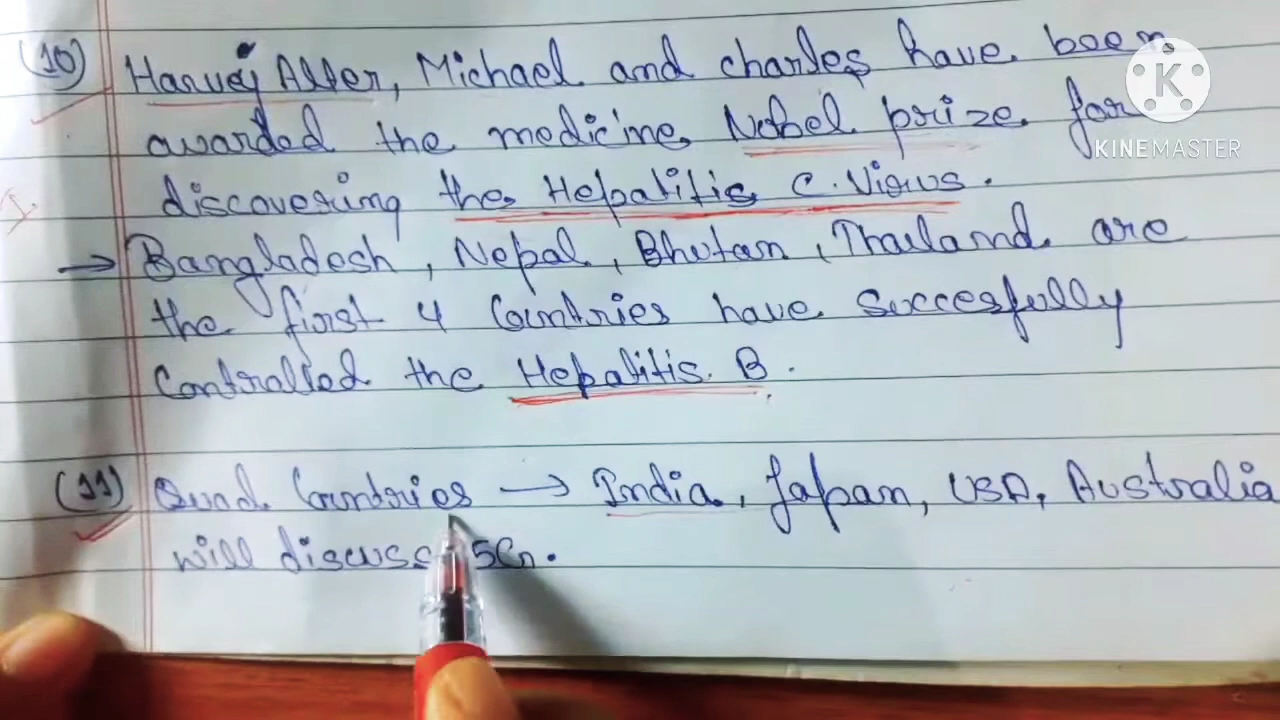 (10) Harvey Alter, Michael and charles have been
awarded the medicine Nobel prize for
discovering the Hepatitis C. Virus.
→ Bangladesh, Nepal, Bhutan, Thailand are
the first 4 Countries have Succesfully
Controlled the Hepatitis B.
(11) Quad Countries → India, Japan, USA, Australia
will discuss 5G.
KINEMASTER